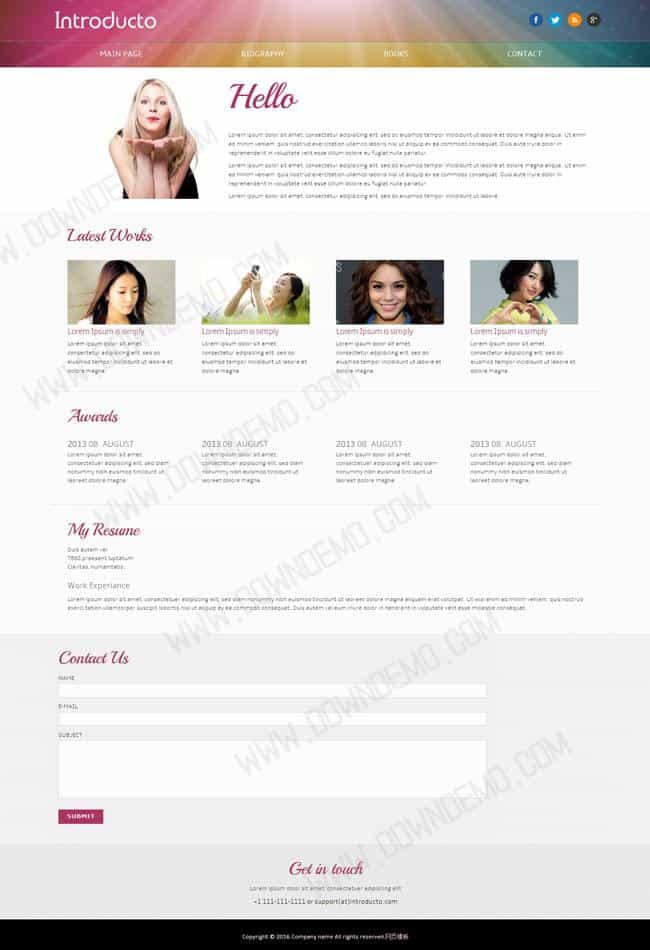 Introducto
MAIN PAGE
BIOGRAPHY
BOOKS
CONTACT
Hello
Lorem ipsum dolor sit amet, consectetur adipisicing elit, sed do eiusmod tempor incididunt ut labore et dolore magna aliqua. Ut enim
ad minim veniam, quis nostrud exercitation ullamco laboris nisi ut aliquip ex ea commodo consequat. Duis aute irure dolor in
reprehenderit in voluptate velit esse cillum dolore eu fugiat nulla pariatur.
Lorem ipsum dolor sit amet, consectetur adipisicing elit, sed do eiusmod tempor incididunt ut labore et dolore magna aliqua. Ut enim
ad minim veniam, quis nostrud exercitation ullamco laboris nisi ut aliquip ex ea commodo consequat. Duis aute irure dolor in
reprehenderit in voluptate velit esse cillum dolore eu fugiat nulla pariatur.
Lorem ipsum dolor sit amet, consectetur adipisicing elit, sed do eiusmod tempor incididunt ut labore
Latest Works
Lorem Ipsum is simply
Lorem ipsum dolor sit amet,
consectetur adipisicing elit, sed do
eiusmod tempor incididunt ut labore et
dolore magna.
Lorem Ipsum is simply
Lorem ipsum dolor sit amet,
consectetur adipisicing elit, sed do
eiusmod tempor incididunt ut labore et
dolore magna.
Lorem Ipsum is simply
Lorem ipsum dolor sit amet,
consectetur adipisicing elit, sed do
eiusmod tempor incididunt ut labore et
dolore magna.
Lorem Ipsum is simply
Lorem ipsum dolor sit amet,
consectetur adipisicing elit, sed do
eiusmod tempor incididunt ut labore et
dolore magna.
Awards
2013 08. AUGUST
Lorem ipsum dolor sit amet,
consectetuer adipiscing elit, sed diam
nonummy nibh euismod tincidunt ut
laoreet dolore magna.
2013 08. AUGUST
Lorem ipsum dolor sit amet,
consectetuer adipiscing elit, sed diam
nonummy nibh euismod tincidunt ut
laoreet dolore magna.
2013 08. AUGUST
Lorem ipsum dolor sit amet,
consectetuer adipiscing elit, sed diam
nonummy nibh euismod tincidunt ut
laoreet dolore magna.
2013 08. AUGUST
Lorem ipsum dolor sit amet,
consectetuer adipiscing elit, sed diam
nonummy nibh euismod tincidunt ut
laoreet dolore magna.
My Resume
Duis autem vel
7892 praesent luptatum
Claritas, humanitatis.
Work Experiance
Lorem ipsum dolor sit amet, consectetuer adipiscing elit, sed diam nonummy nibh euismod tincidunt ut laoreet dolore magna aliquam erat volutpat. Ut wisi enim ad minim veniam, quis nostrud
exerci tation ullamcorper suscipit lobortis nisl ut aliquip ex ea commodo consequat. Duis autem vel eum iriure dolor in hendrerit in vulputate velit esse molestie consequat.
Contact Us
NAME
E-MAIL
SUBJECT
SUBMIT
Get in touch
Lorem ipsum dolor sit amet, consectetuer adipiscing elit
+1 111-111-1111 or support(at)introducto.com
Copyright © 2016.Company name All rights reserved.网页模板
WWW.DOWNDEMO.COM
WWW.DOWNDEMO.COM
WWW.DOWNDEMO.COM
WWW.DOWNDEMO.COM
WWW.DOWNDEMO.COM
WWW.DOWNDEMO.COM